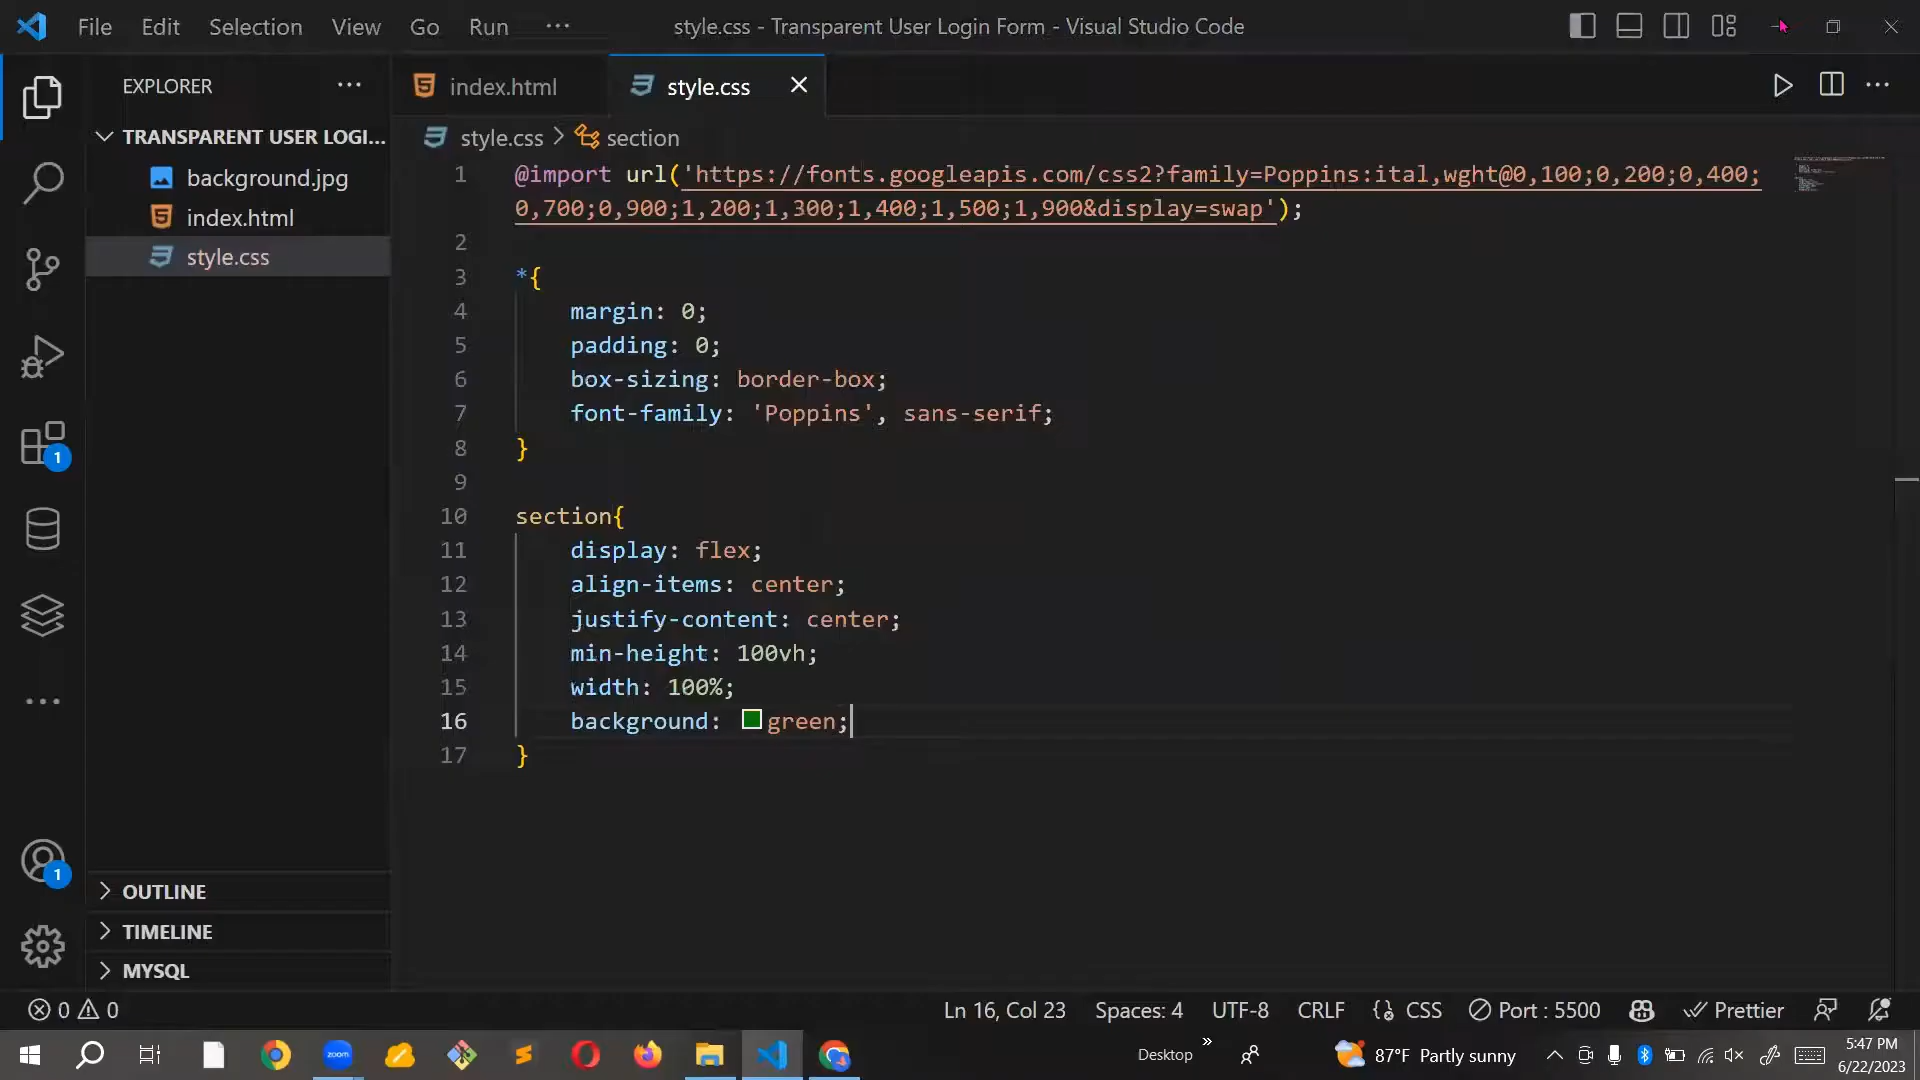 File Edit Selection View Go Run ···
style.css - Transparent User Login Form - Visual Studio Code
EXPLORER
TRANSPARENT USER LOGI...
background.jpg
index.html
style.css
index.html
style.css
style.css > section
1 @import url('https://fonts.googleapis.com/css2?family=Poppins:ital,wght@0,100;0,200;0,400;
0,700;0,900;1,200;1,300;1,400;1,500;1,900&display=swap');
2
3 *{
4 margin: 0;
5 padding: 0;
6 box-sizing: border-box;
7 font-family: 'Poppins', sans-serif;
8 }
9
10 section{
11 display: flex;
12 align-items: center;
13 justify-content: center;
14 min-height: 100vh;
15 width: 100%;
16 background: green;
17 }
1
1
OUTLINE
TIMELINE
MYSQL
0 0
Ln 16, Col 23 Spaces: 4 UTF-8 CRLF CSS Port : 5500 Prettier
zoom
Desktop » 87°F Partly sunny
5:47 PM
6/22/2023